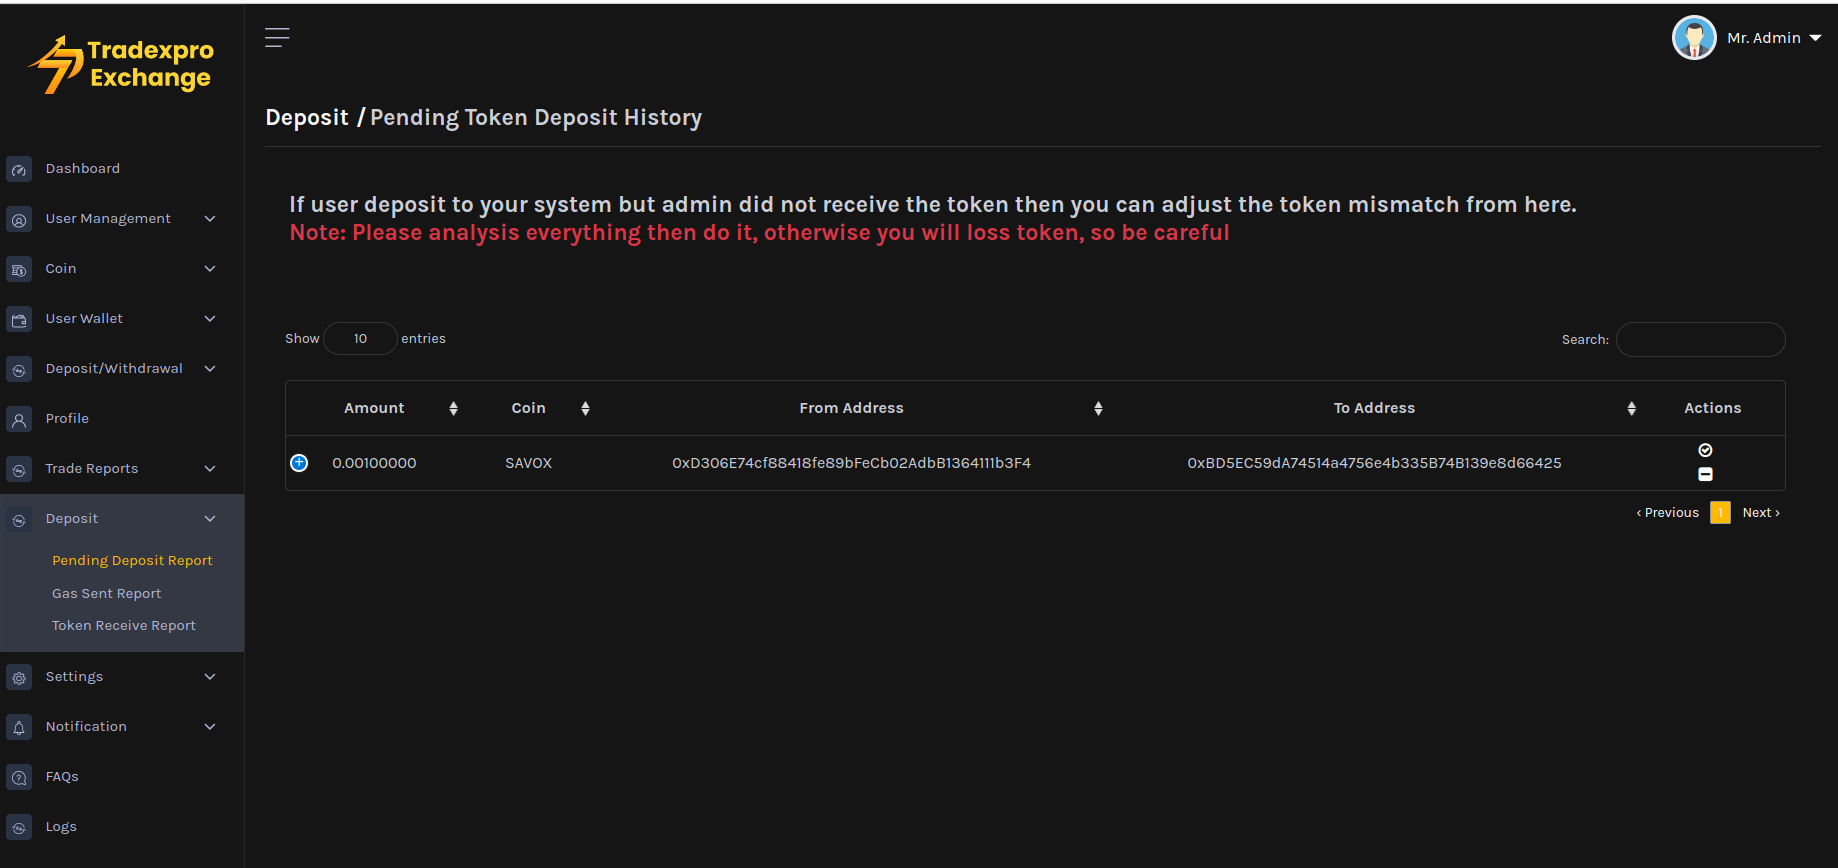 Tradexpro
Exchange
Mr. Admin
Dashboard
User Management
Coin
User Wallet
Deposit/Withdrawal
Profile
Trade Reports
Deposit
Pending Deposit Report
Gas Sent Report
Token Receive Report
Settings
Notification
FAQs
Logs
Deposit / Pending Token Deposit History
If user deposit to your system but admin did not receive the token then you can adjust the token mismatch from here.
Note: Please analysis everything then do it, otherwise you will loss token, so be careful
Show 10 entries
Search:
Amount Coin From Address To Address Actions
0.00100000 SAVOX 0xD306E74cf88418fe89bFeCb02AdbB1364111b3F4 0xBD5EC59dA74514a4756e4b335B74B139e8d66425
‹ Previous 1 Next ›